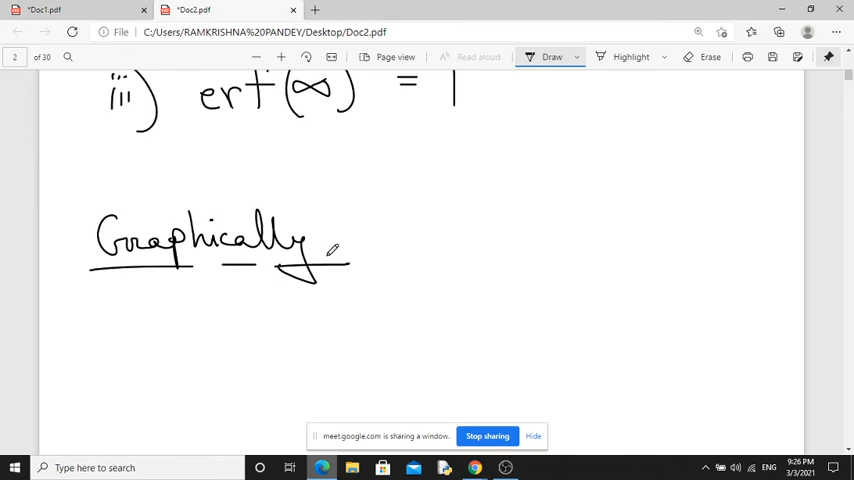 *Doc1.pdf
*Doc2.pdf
File C:/Users/RAMKRISHNA%20PANDEY/Desktop/Doc2.pdf
2 of 30 Page view Read aloud Draw Highlight Erase
iii) erf(∞) = 1
Graphically
meet.google.com is sharing a window. Stop sharing Hide
Type here to search
ENG
9:26 PM
3/3/2021